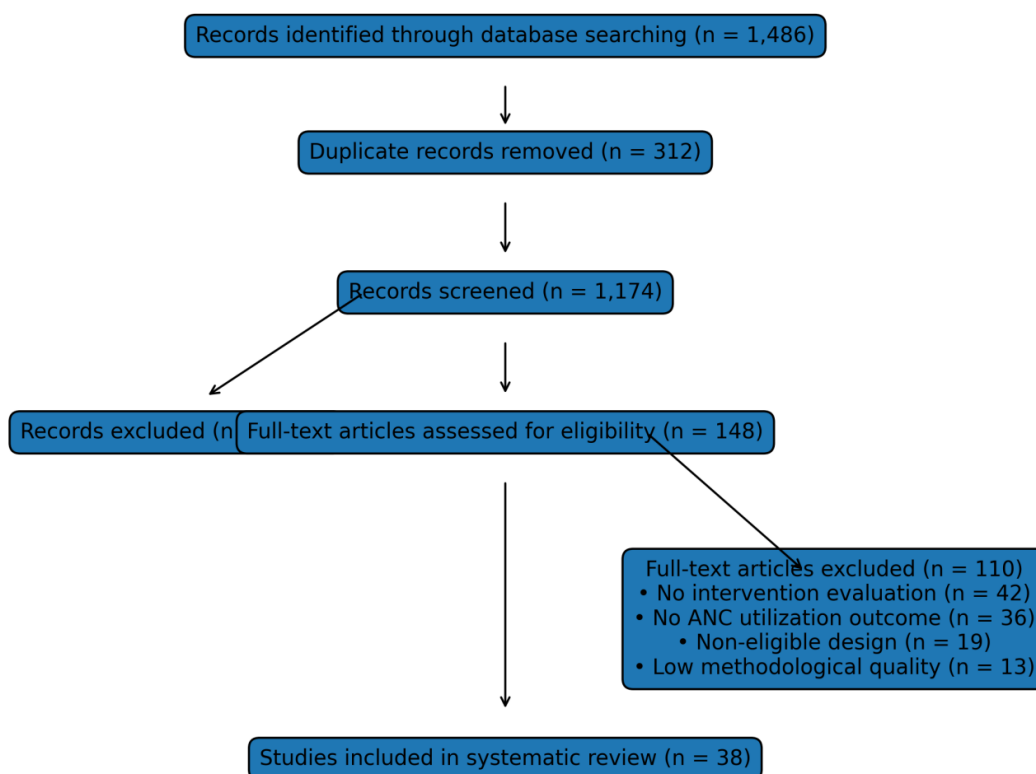 Records identified through database searching (n = 1,486)
Duplicate records removed (n = 312)
Records screened (n = 1,174)
Records excluded (n
Full-text articles assessed for eligibility (n = 148)
Full-text articles excluded (n = 110)
• No intervention evaluation (n = 42)
• No ANC utilization outcome (n = 36)
• Non-eligible design (n = 19)
• Low methodological quality (n = 13)
Studies included in systematic review (n = 38)